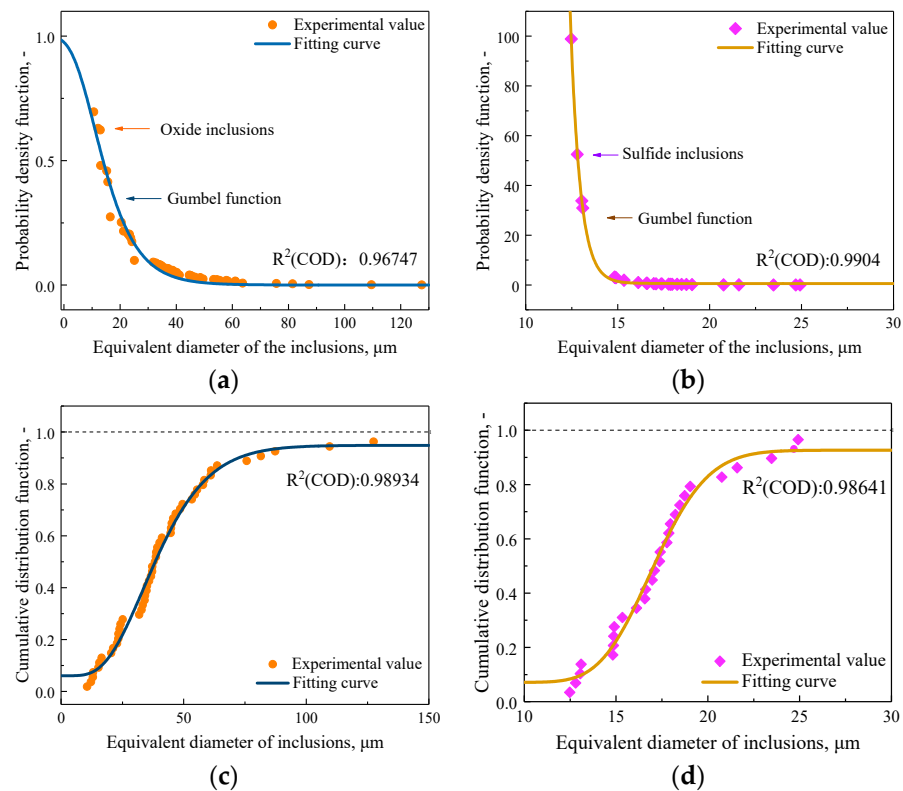 (a)
Experimental value
Fitting curve
Oxide inclusions
Gumbel function
R²(COD)：0.96747
Probability density function, -
1.0
0.5
0.0
0 20 40 60 80 100 120
Equivalent diameter of the inclusions, μm
(a)
(b)
Experimental value
Fitting curve
Sulfide inclusions
Gumbel function
R²(COD):0.9904
Probability density function, -
100
80
60
40
20
0
10 15 20 25 30
Equivalent diameter of the inclusions, μm
(b)
(c)
R²(COD):0.98934
Experimental value
Fitting curve
Cumulative distribution function, -
1.0
0.8
0.6
0.4
0.2
0.0
0 50 100 150
Equivalent diameter of inclusions, μm
(c)
(d)
R²(COD):0.98641
Experimental value
Fitting curve
Cumulative distribution function, -
1.0
0.8
0.6
0.4
0.2
0.0
10 15 20 25 30
Equivalent diameter of inclusions, μm
(d)